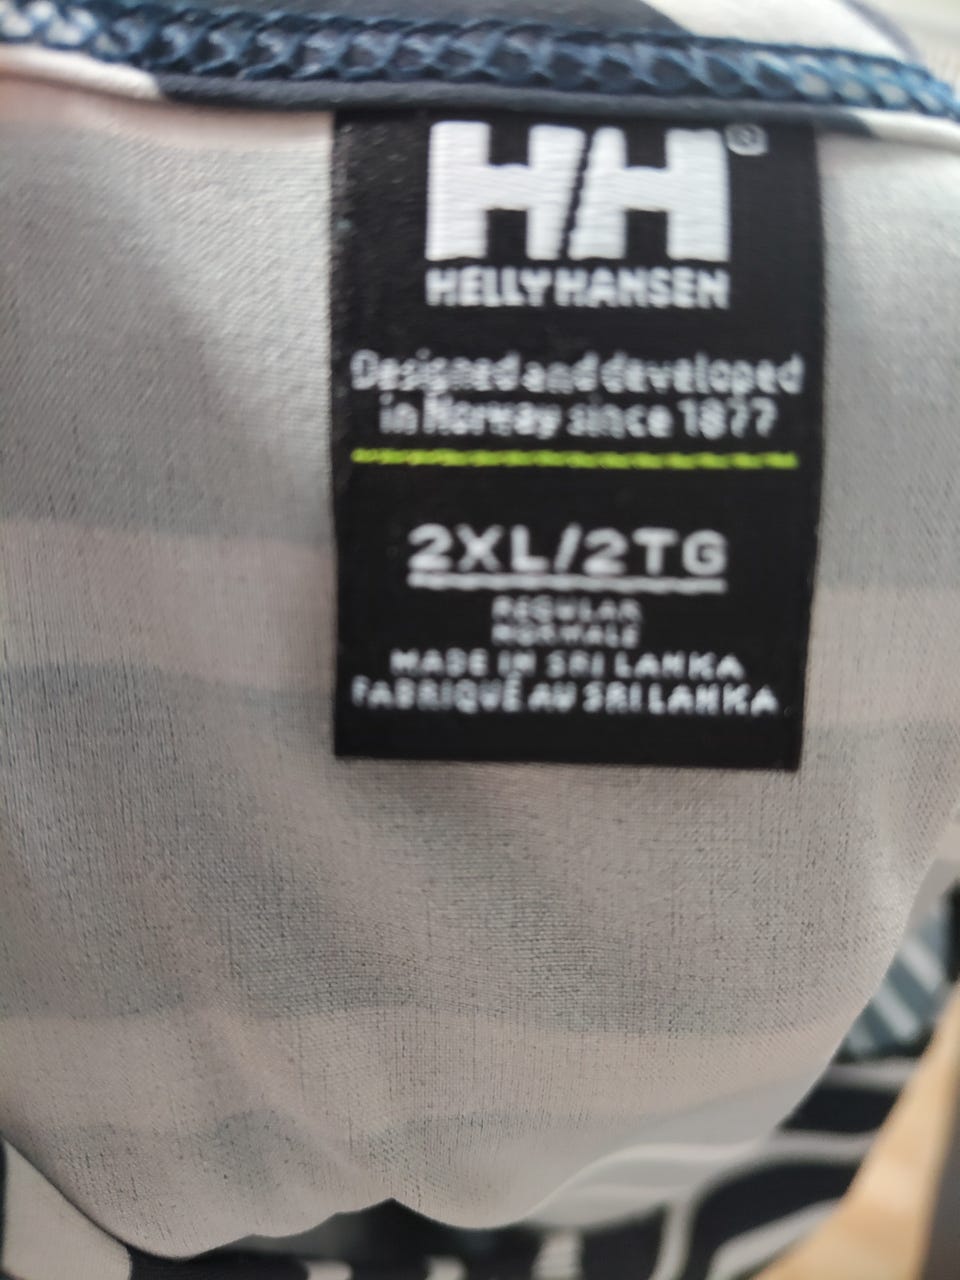 HH®
HELLY HANSEN
Designed and developed
in Norway since 1877
2XL/2TG
REGULAR
NORMALE
MADE IN SRI LANKA
FABRIQUÉ AU SRI LANKA